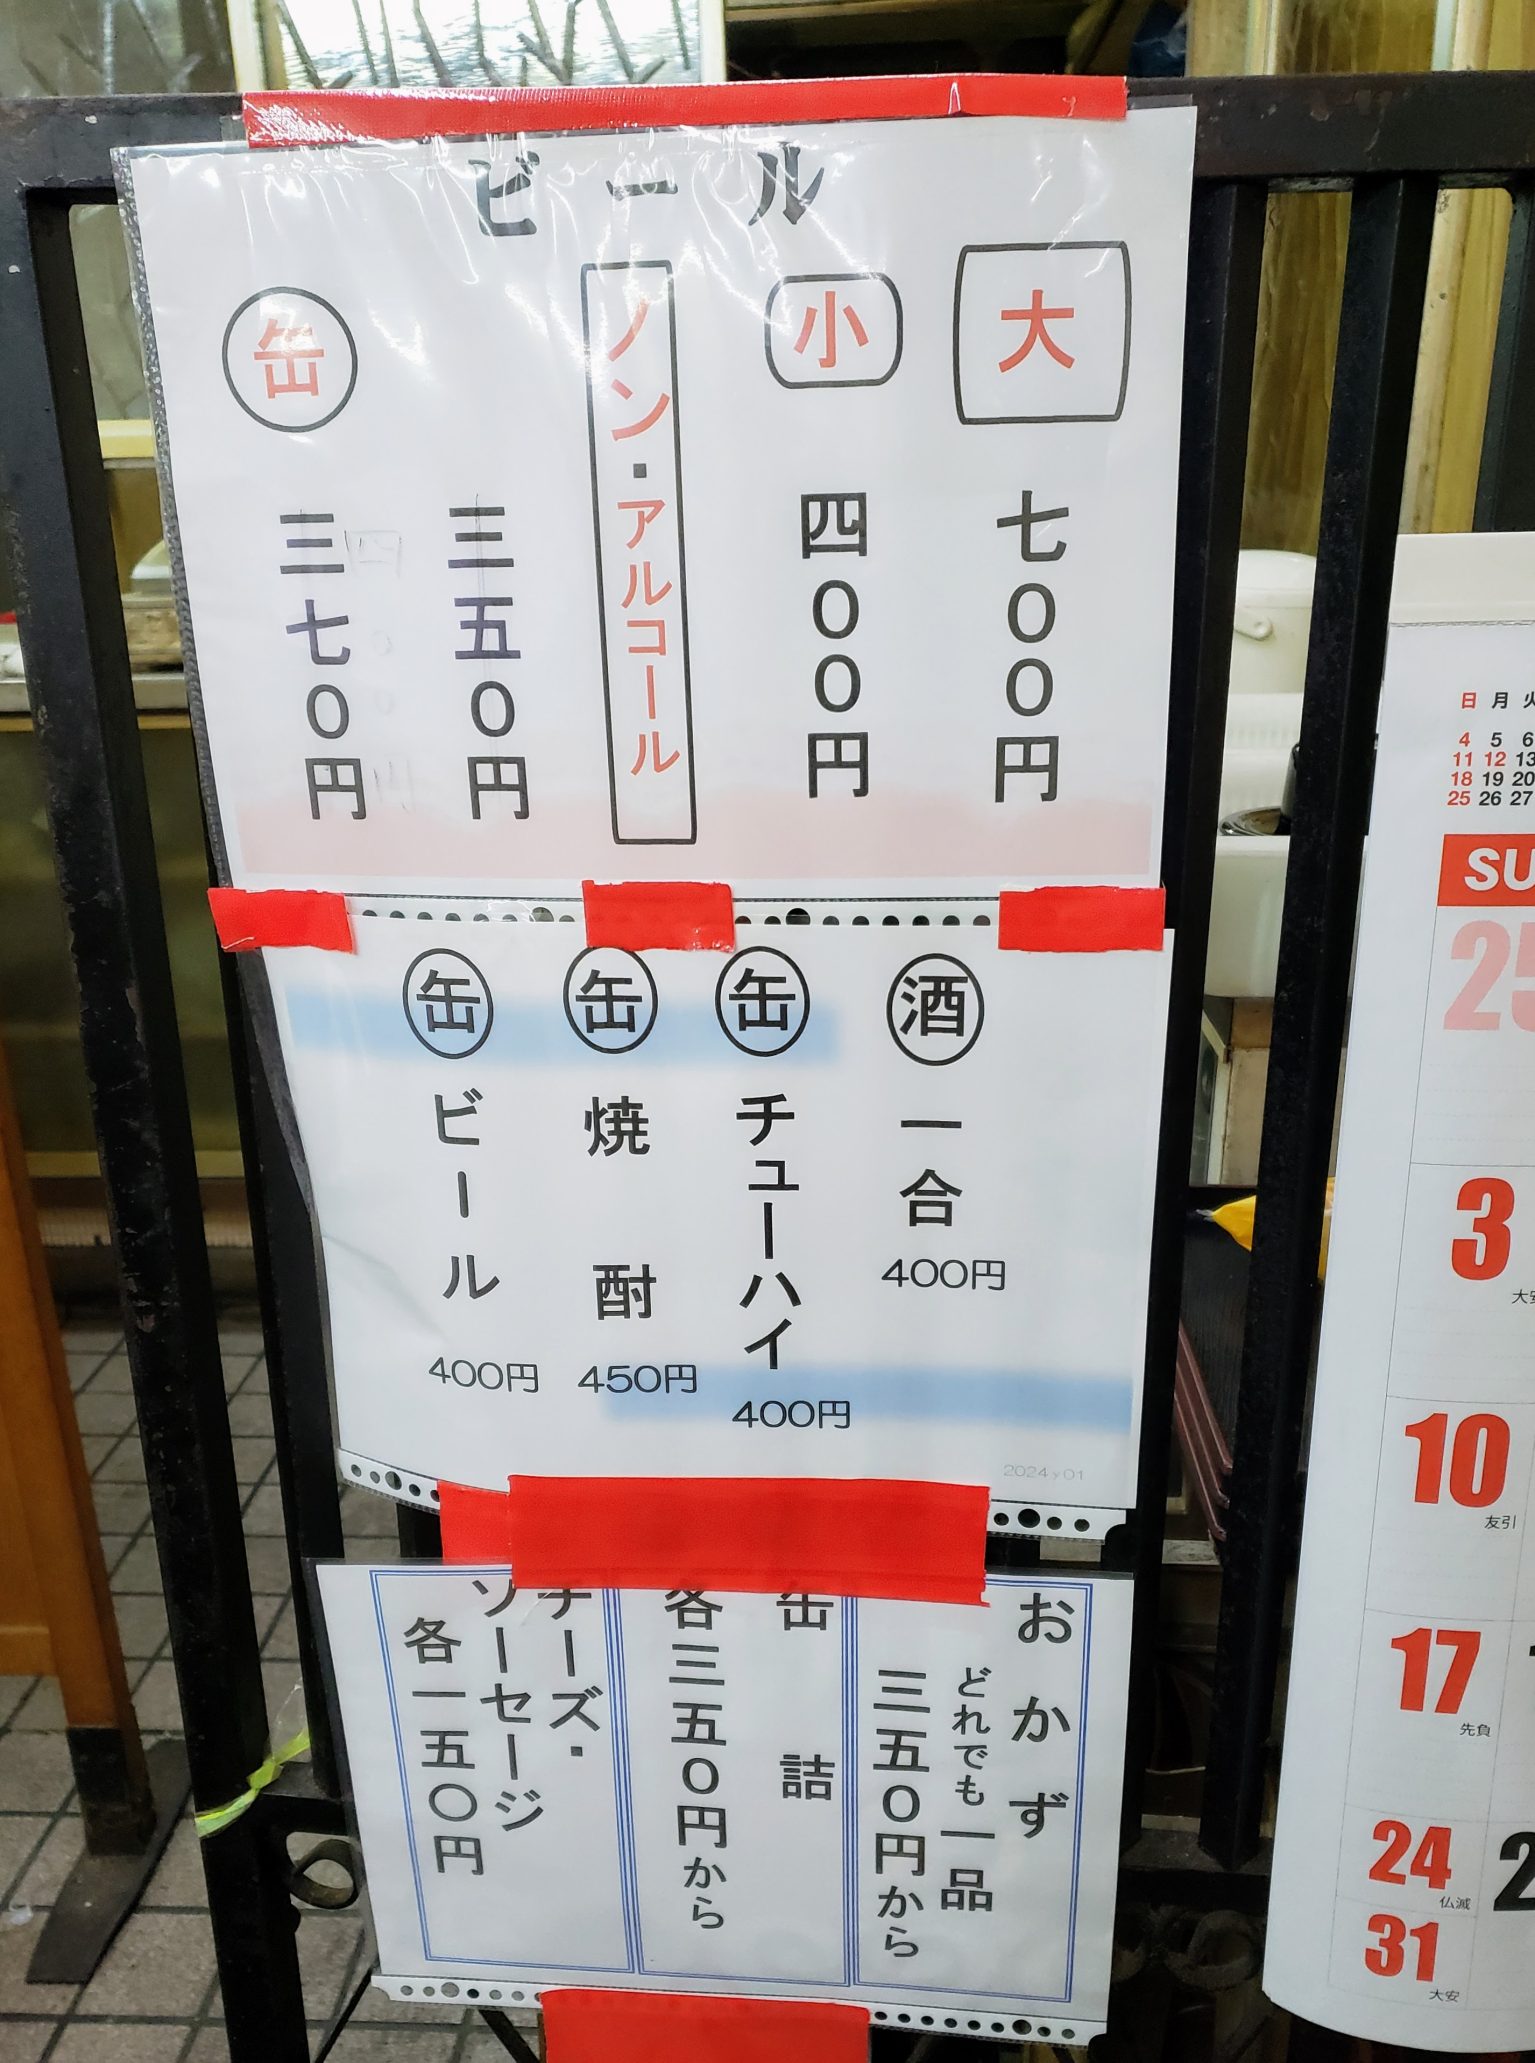 ビール
大
七〇〇円
小
四〇〇円
ノン・アルコール
三五〇円
缶
三七〇円
四〇〇円
酒
一合
400円
缶
チューハイ
400円
缶
焼酎
450円
缶
ビール
400円
2024y01
おかず
どれでも一品
三五〇円から
缶詰
各三五〇円から
チーズ・
ソーセージ
各一五〇円
日 月 火
4 5 6
11 12 13
18 19 20
25 26 27
SU
25
3
大安
10
友引
17
先負
24
仏滅
31
大安